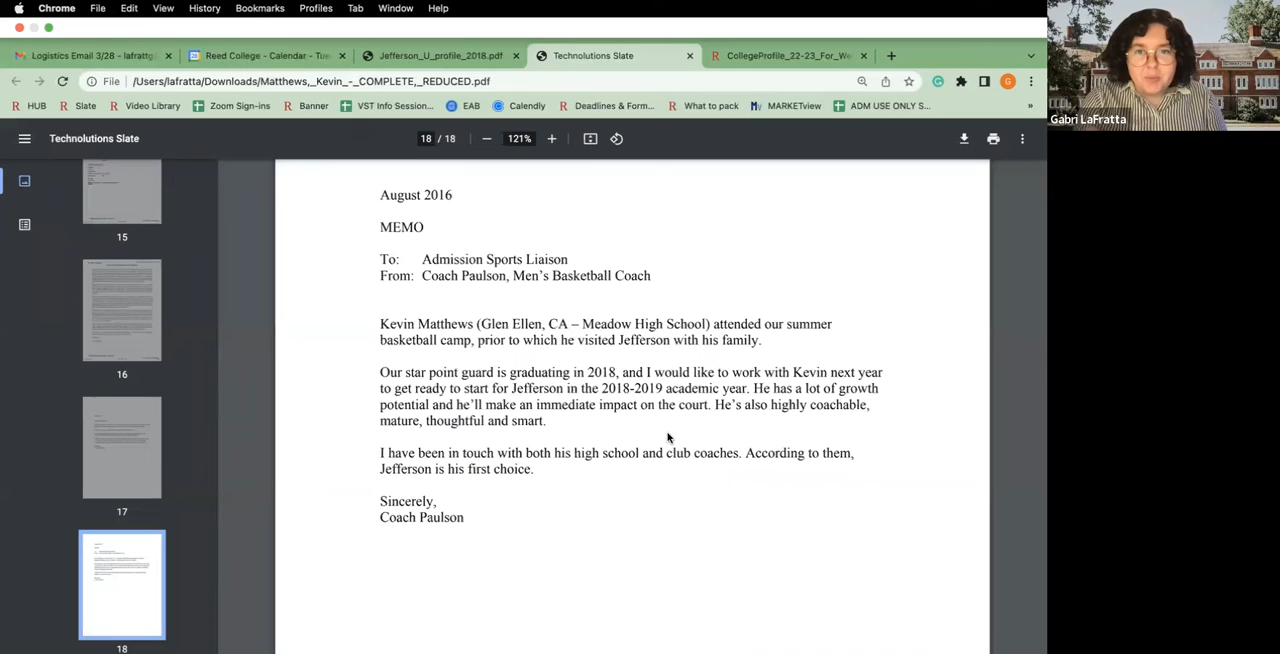 Chrome File Edit View History Bookmarks Profiles Tab Window Help
Logistics Email 3/28 - lafrattg
Reed College - Calendar - Tue
Jefferson_U_profile_2018.pdf
Technolutions Slate
CollegeProfile_22-23_For_We
File /Users/lafratta/Downloads/Matthews,_Kevin_-_COMPLETE,_REDUCED.pdf
G
HUB Slate Video Library Zoom Sign-ins Banner VST Info Session... EAB Calendly Deadlines & Form... What to pack MARKETview ADM USE ONLY S...
Gabri LaFratta
Technolutions Slate
18 / 18
121%
15
16
17
18
August 2016
MEMO
To: Admission Sports Liaison
From: Coach Paulson, Men's Basketball Coach
Kevin Matthews (Glen Ellen, CA – Meadow High School) attended our summer
basketball camp, prior to which he visited Jefferson with his family.
Our star point guard is graduating in 2018, and I would like to work with Kevin next year
to get ready to start for Jefferson in the 2018-2019 academic year. He has a lot of growth
potential and he'll make an immediate impact on the court. He's also highly coachable,
mature, thoughtful and smart.
I have been in touch with both his high school and club coaches. According to them,
Jefferson is his first choice.
Sincerely,
Coach Paulson